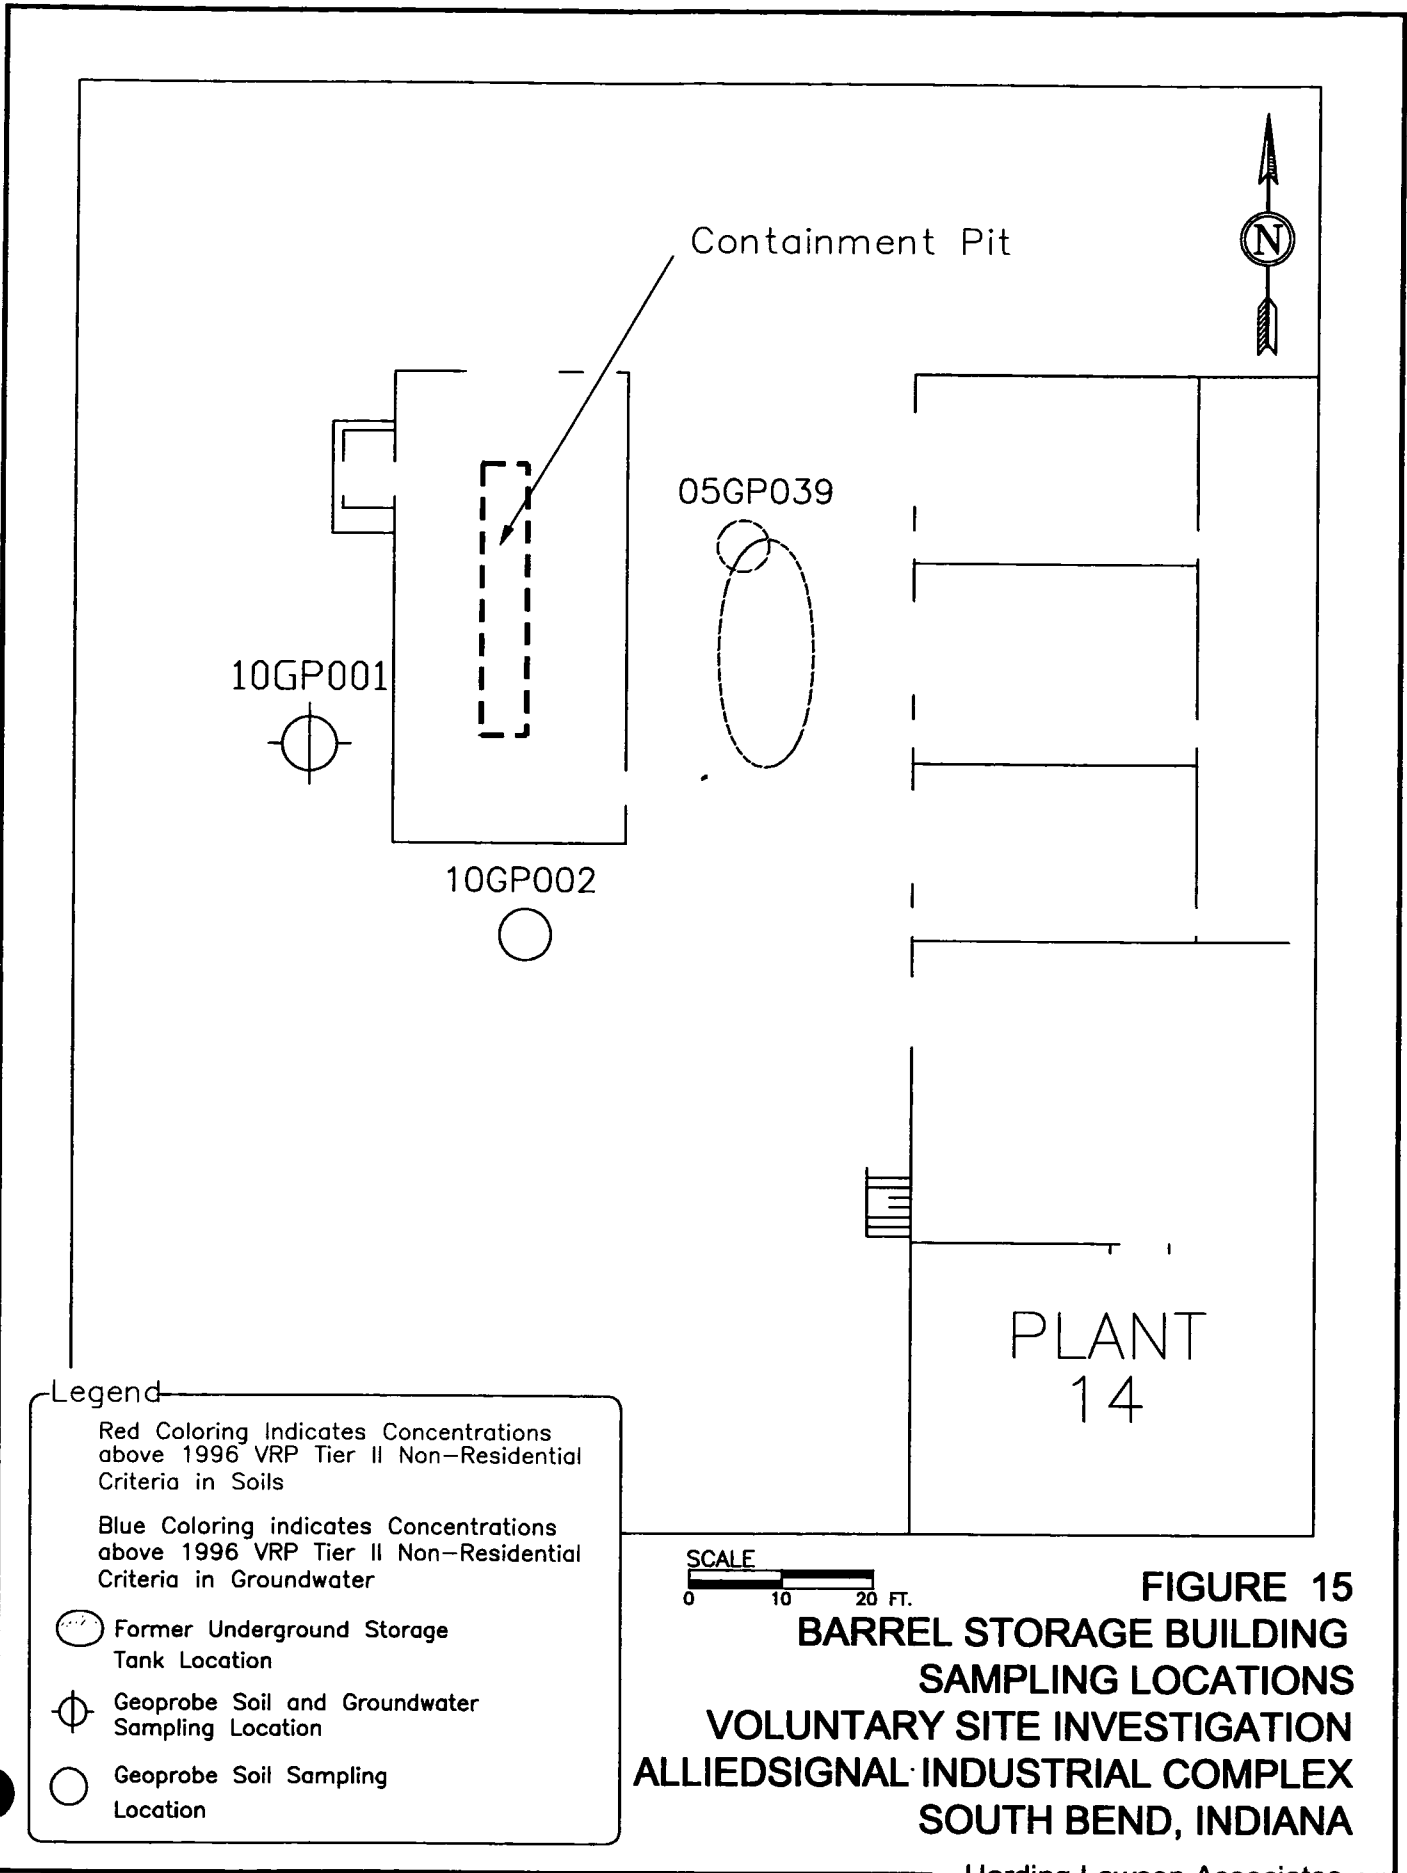 Containment Pit
N
05GP039
10GP001
10GP002
PLANT
14
Legend
Red Coloring Indicates Concentrations
above 1996 VRP Tier II Non-Residential
Criteria in Soils
Blue Coloring indicates Concentrations
above 1996 VRP Tier II Non-Residential
Criteria in Groundwater
Former Underground Storage
Tank Location
Geoprobe Soil and Groundwater
Sampling Location
Geoprobe Soil Sampling
Location
SCALE
0 10 20 FT.
FIGURE 15
BARREL STORAGE BUILDING
SAMPLING LOCATIONS
VOLUNTARY SITE INVESTIGATION
ALLIEDSIGNAL INDUSTRIAL COMPLEX
SOUTH BEND, INDIANA
Harding Lawson Associates